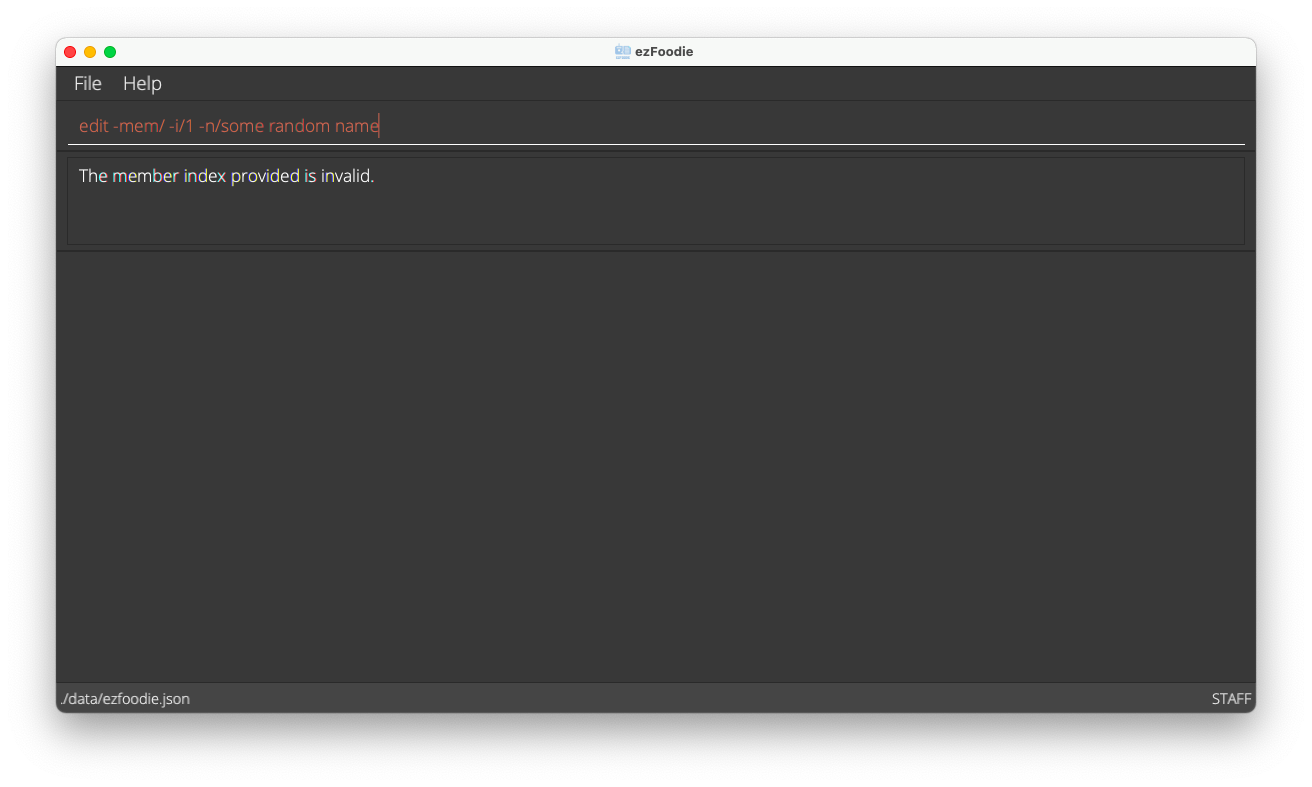 ezFoodie
File Help
edit -mem/ -i/1 -n/some random name
The member index provided is invalid.
./data/ezfoodie.json STAFF